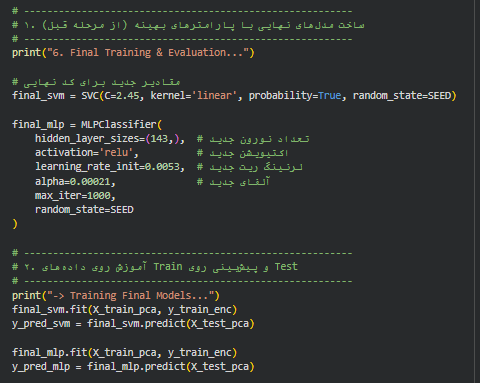 # --------------------------------------------------
# ۱. ساخت مدل‌های نهایی با پارامترهای بهینه (از مرحله قبل)
# --------------------------------------------------
print("6. Final Training & Evaluation...")
# مقادیر جدید برای کد نهایی
final_svm = SVC(C=2.45, kernel='linear', probability=True, random_state=SEED)
final_mlp = MLPClassifier(
    hidden_layer_sizes=(143,),  # تعداد نورون جدید
    activation='relu',          # اکتیویشن جدید
    learning_rate_init=0.0053,  # لرنینگ ریت جدید
    alpha=0.00021,              # آلفای جدید
    max_iter=1000,
    random_state=SEED
)
# --------------------------------------------------
# ۲. آموزش روی داده‌های Train و پیش‌بینی روی Test
# --------------------------------------------------
print("-> Training Final Models...")
final_svm.fit(X_train_pca, y_train_enc)
y_pred_svm = final_svm.predict(X_test_pca)
final_mlp.fit(X_train_pca, y_train_enc)
y_pred_mlp = final_mlp.predict(X_test_pca)